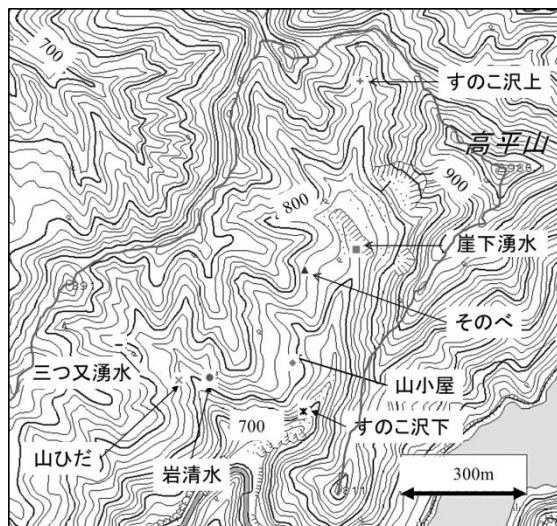 700
すのこ沢上
高平山
900
800
崖下湧水
そのべ
三つ又湧水
山小屋
山ひだ
岩清水
700
すのこ沢下
300m